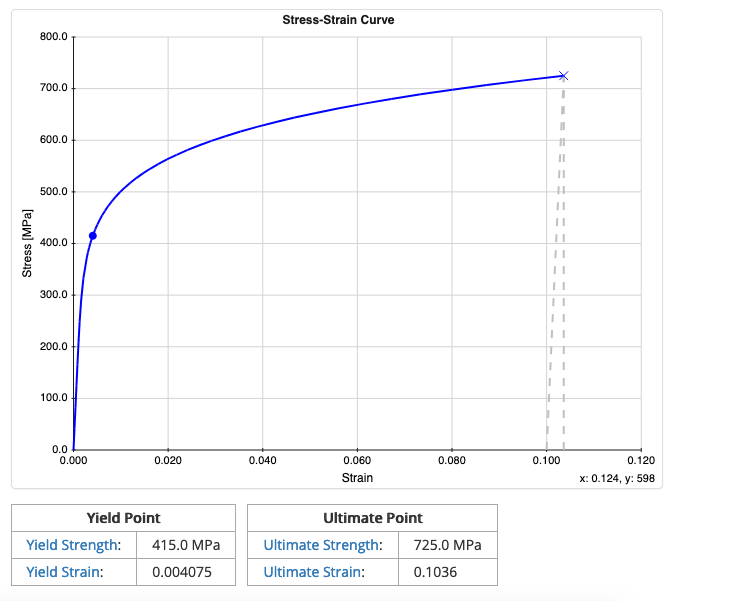 Stress-Strain Curve
800.0
700.0
600.0
500.0
400.0
300.0
200.0
100.0
0.0
Stress [MPa]
0.000 0.020 0.040 0.060 0.080 0.100 0.120
Strain
x: 0.124, y: 598
Yield Point
Yield Strength: 415.0 MPa
Yield Strain: 0.004075
Ultimate Point
Ultimate Strength: 725.0 MPa
Ultimate Strain: 0.1036